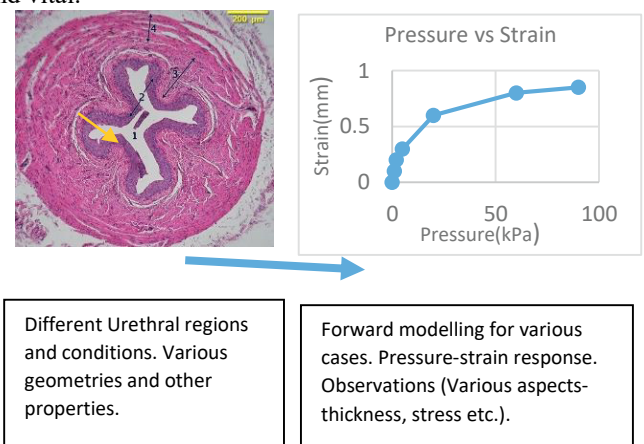 vital.
200 µm
4
3
2
1
Pressure vs Strain
Strain(mm)
1
0.5
0
0
50
100
Pressure(kPa)
Different Urethral regions
and conditions. Various
geometries and other
properties.
Forward modelling for various
cases. Pressure-strain response.
Observations (Various aspects-
thickness, stress etc.).